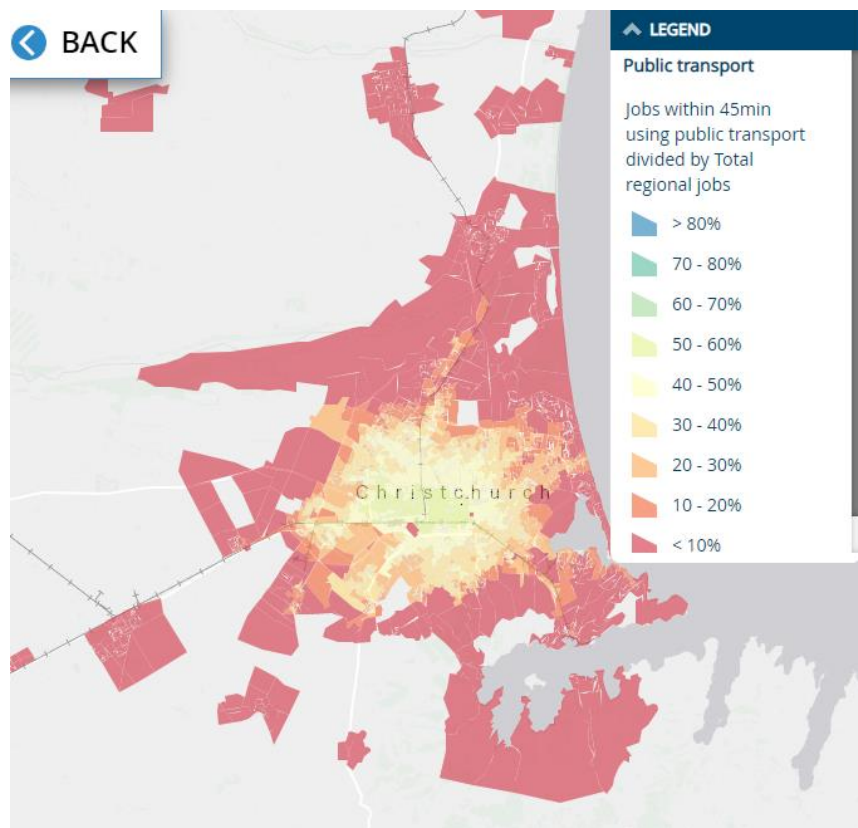 BACK
LEGEND
Public transport
Jobs within 45min
using public transport
divided by Total
regional jobs
> 80%
70 - 80%
60 - 70%
50 - 60%
40 - 50%
30 - 40%
20 - 30%
10 - 20%
< 10%
Christchurch